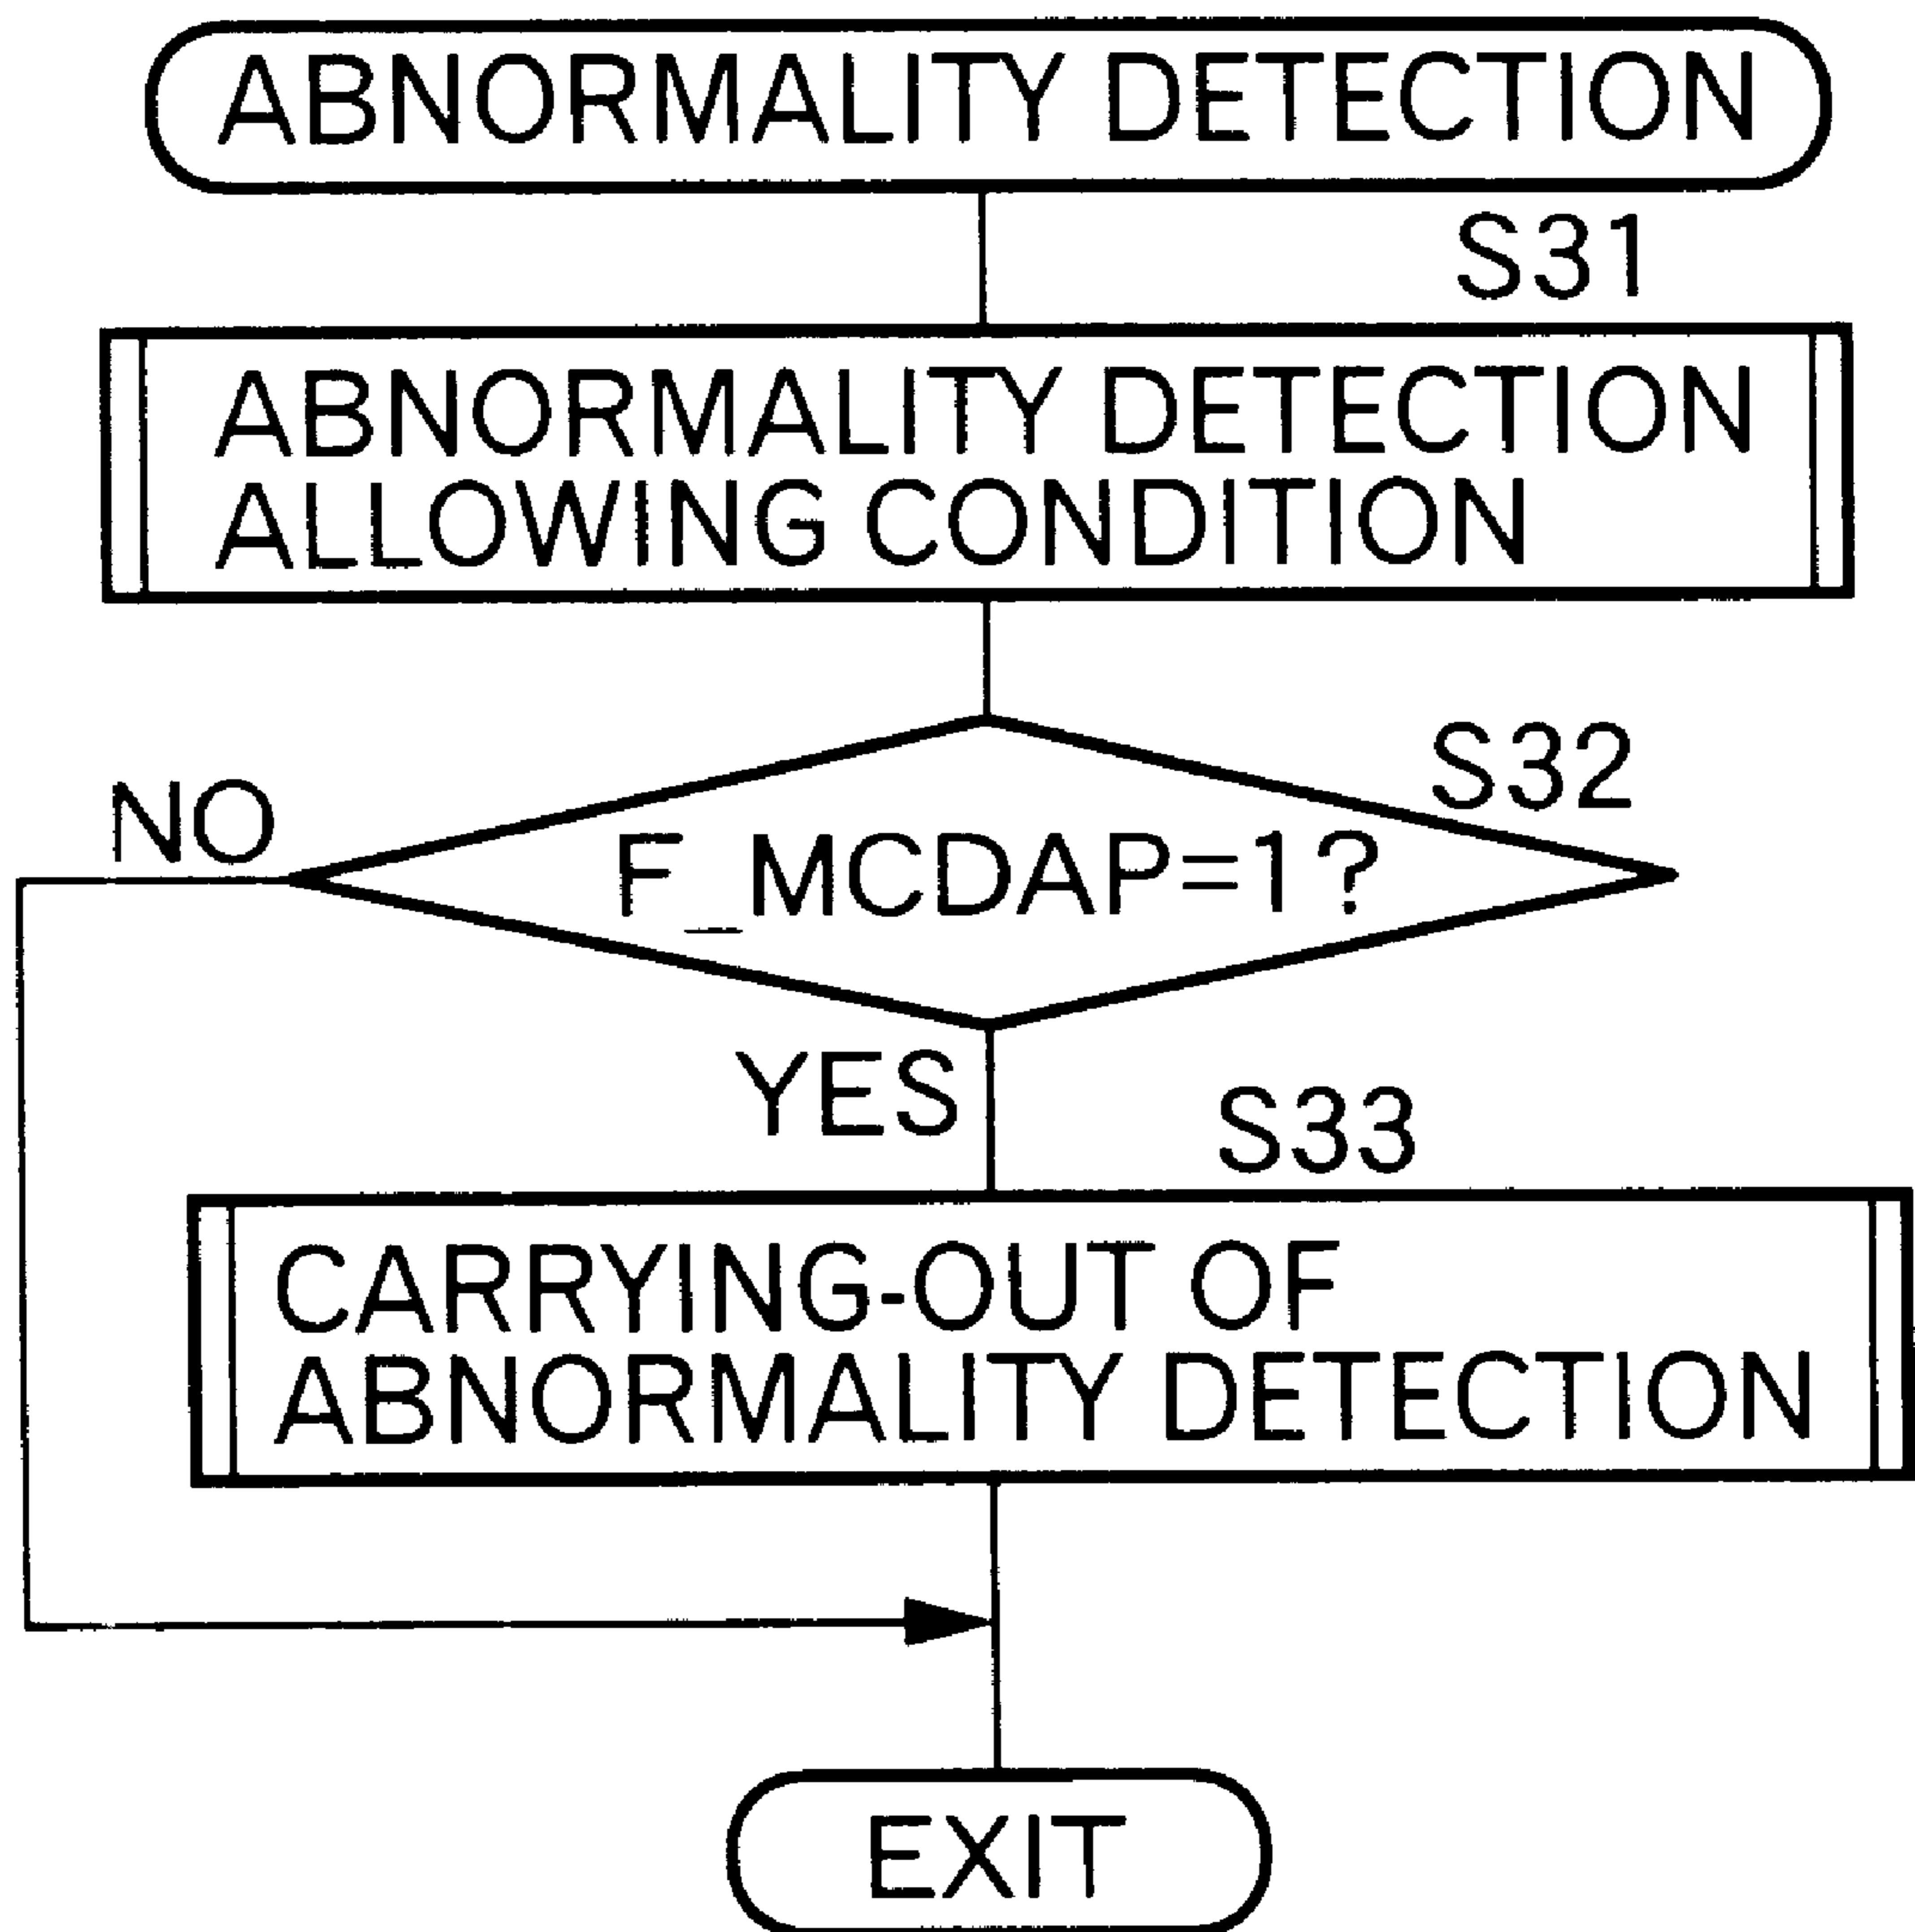 ABNORMALITY DETECTION
S31
ABNORMALITY DETECTION
ALLOWING CONDITION
S32
NO
F_MCDAP=1?
YES
S33
CARRYING-OUT OF
ABNORMALITY DETECTION
EXIT